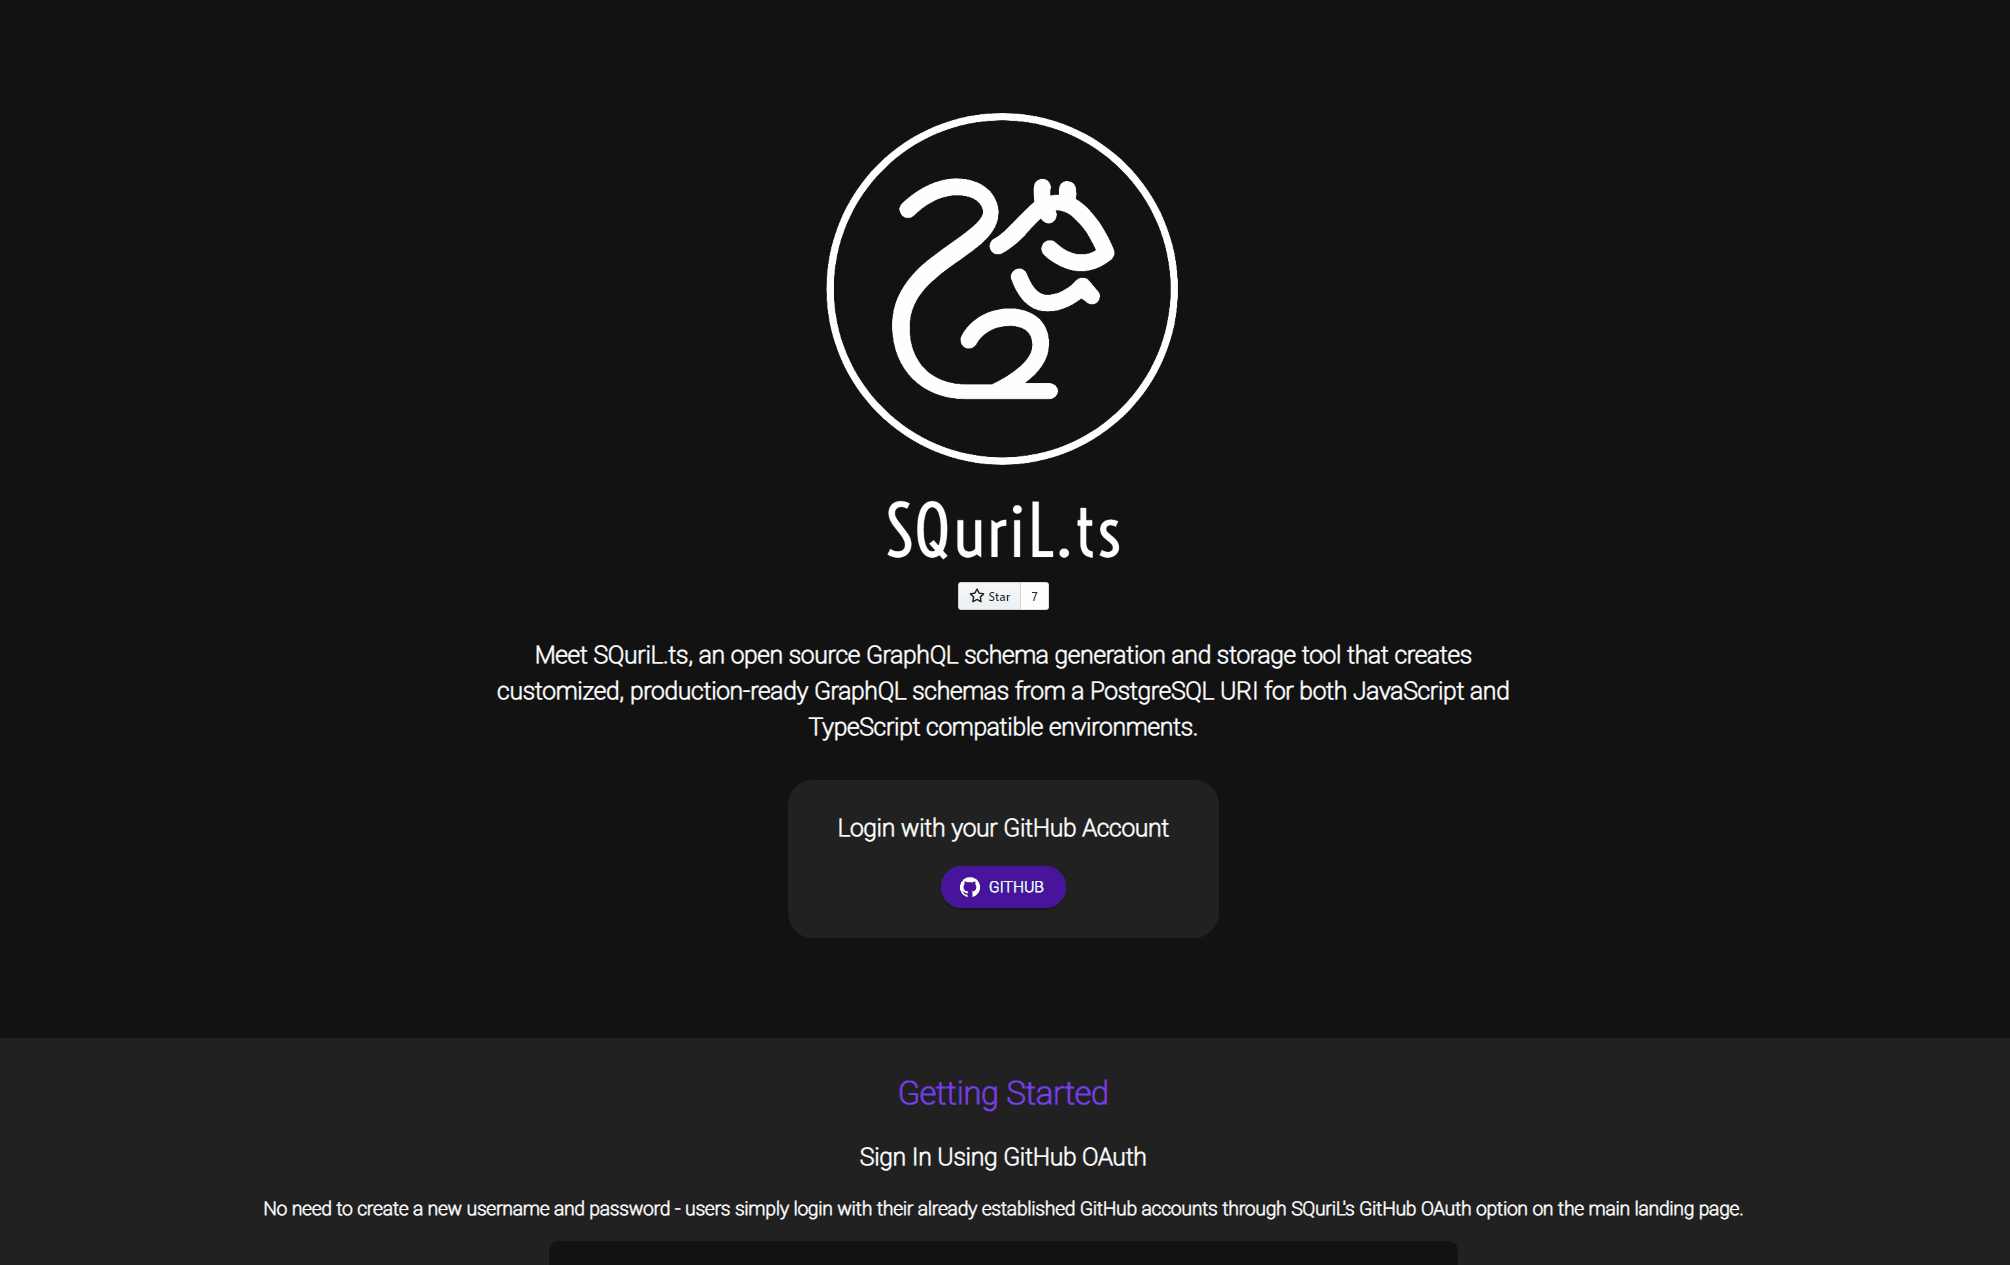 SQuriL.ts
Star 7
Meet SQuriL.ts, an open source GraphQL schema generation and storage tool that creates
customized, production-ready GraphQL schemas from a PostgreSQL URI for both JavaScript and
TypeScript compatible environments.
Login with your GitHub Account
GITHUB
Getting Started
Sign In Using GitHub OAuth
No need to create a new username and password - users simply login with their already established GitHub accounts through SQuriL's GitHub OAuth option on the main landing page.